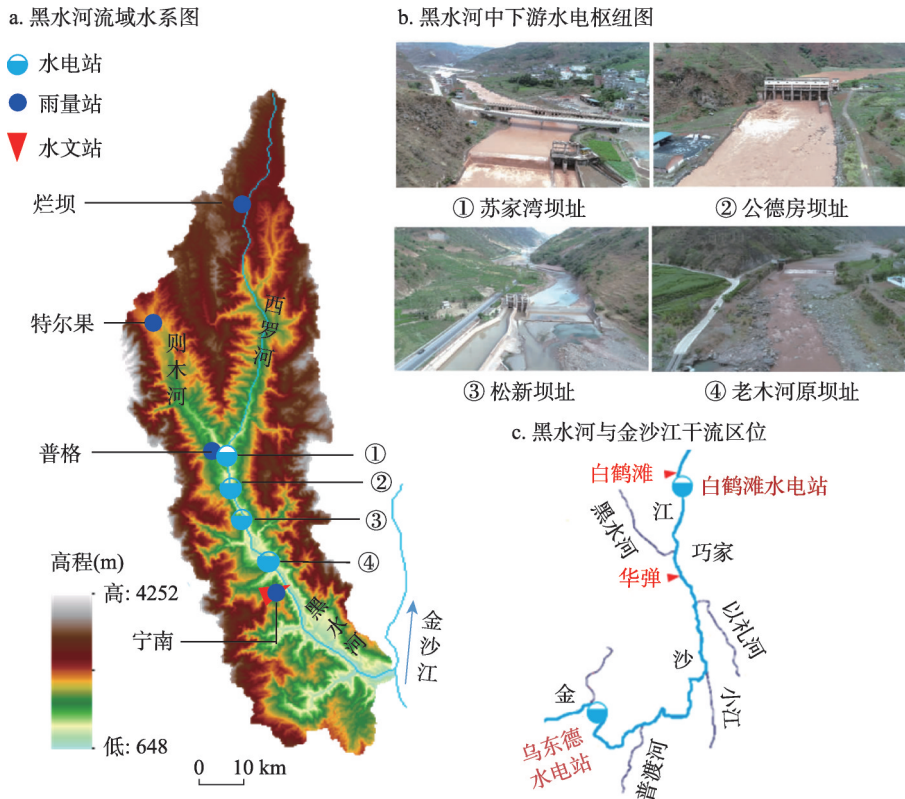 a. 黑水河流域水系图
水电站
雨量站
水文站
烂坝
特尔果
则木河
西罗河
普格
①
②
③
④
高程(m)
高: 4252
低: 648
宁南
黑水河
金沙江
0 10 km
b. 黑水河中下游水电枢纽图
① 苏家湾坝址
② 公德房坝址
③ 松新坝址
④ 老木河原坝址
c. 黑水河与金沙江干流区位
白鹤滩
白鹤滩水电站
江
黑水河
巧家
华弹
以礼河
沙
小江
金
乌东德
水电站
普渡河